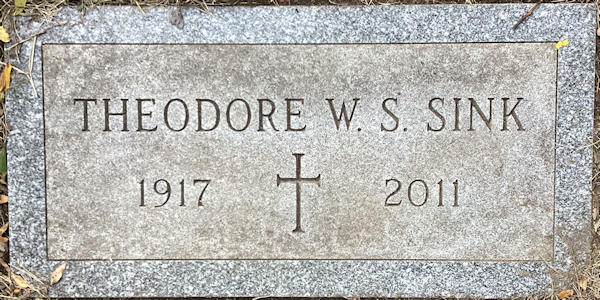 THEODORE W. S. SINK
1917 2011